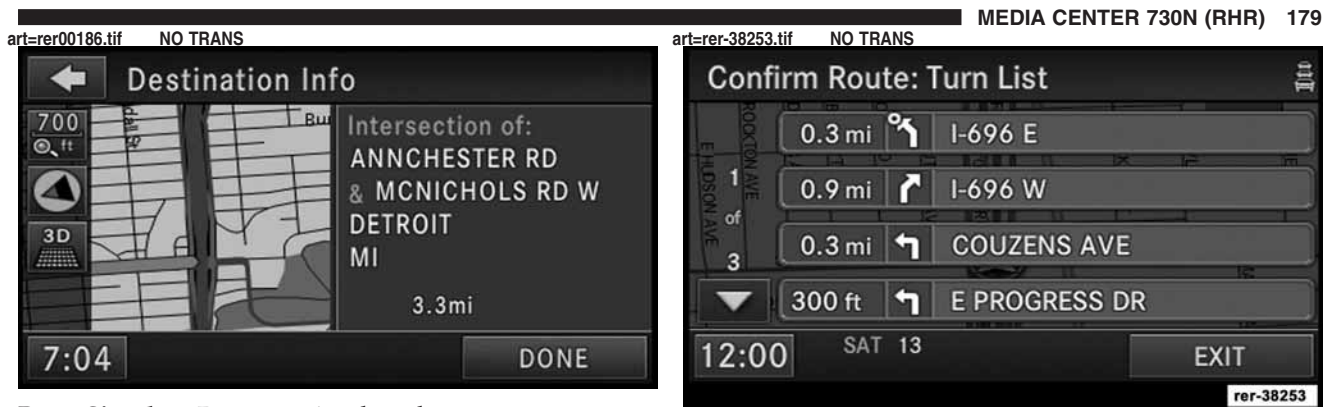 MEDIA CENTER 730N (RHR) 179
art=rer00186.tif NO TRANS
Destination Info
700
ft
3D
Intersection of:
ANNCHESTER RD
& MCNICHOLS RD W
DETROIT
MI
3.3mi
7:04
DONE
art=rer-38253.tif NO TRANS
Confirm Route: Turn List
E HUDSON AVE
1
of
3
0.3 mi I-696 E
0.9 mi I-696 W
0.3 mi COUZENS AVE
300 ft E PROGRESS DR
12:00
SAT 13
EXIT
rer-38253